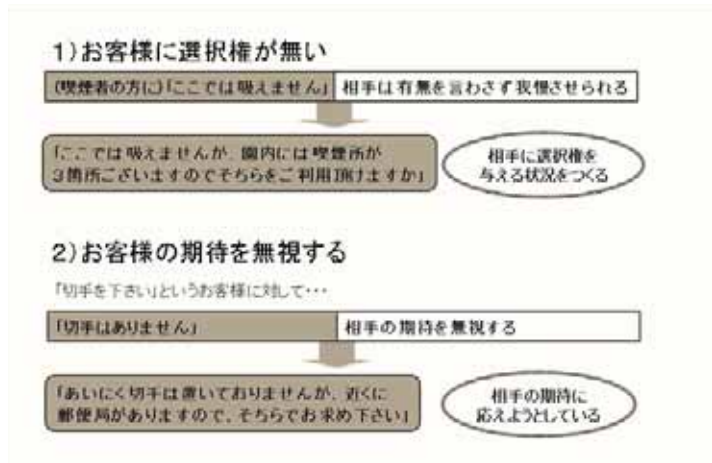 1)お客様に選択権が無い
(喫煙者の方に)「ここでは吸えません」 相手は有無を言わさず我慢させられる
「ここでは吸えませんが、園内には喫煙所が
3箇所ございますのでそちらをご利用頂けますか」
相手に選択権を
与える状況をつくる
2)お客様の期待を無視する
「切手を下さい」というお客様に対して・・・
「切手はありません」 相手の期待を無視する
「あいにく切手は置いておりませんが、近くに
郵便局がありますので、そちらでお求め下さい」
相手の期待に
応えようとしている